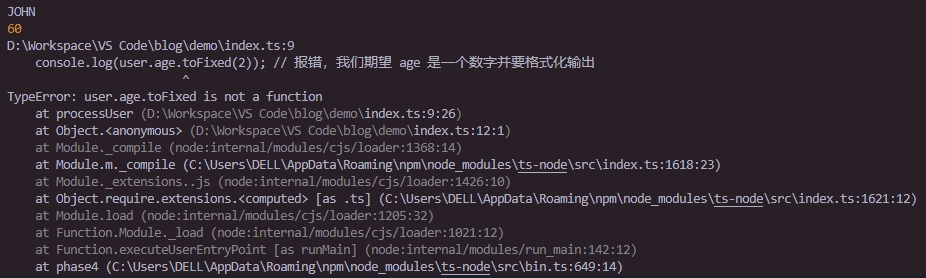 JOHN
60
D:\Workspace\VS Code\blog\demo\index.ts:9
    console.log(user.age.toFixed(2)); // 报错，我们期望 age 是一个数字并要格式化输出
                         ^
TypeError: user.age.toFixed is not a function
    at processUser (D:\Workspace\VS Code\blog\demo\index.ts:9:26)
    at Object.<anonymous> (D:\Workspace\VS Code\blog\demo\index.ts:12:1)
    at Module._compile (node:internal/modules/cjs/loader:1368:14)
    at Module.m._compile (C:\Users\DELL\AppData\Roaming\npm\node_modules\ts-node\src\index.ts:1618:23)
    at Module._extensions..js (node:internal/modules/cjs/loader:1426:10)
    at Object.require.extensions.<computed> [as .ts] (C:\Users\DELL\AppData\Roaming\npm\node_modules\ts-node\src\index.ts:1621:12)
    at Module.load (node:internal/modules/cjs/loader:1205:32)
    at Function.Module._load (node:internal/modules/cjs/loader:1021:12)
    at Function.executeUserEntryPoint [as runMain] (node:internal/modules/run_main:142:12)
    at phase4 (C:\Users\DELL\AppData\Roaming\npm\node_modules\ts-node\src\bin.ts:649:14)